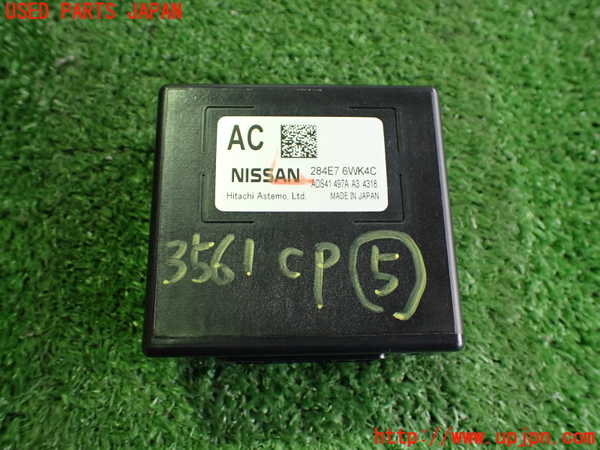 USED PARTS JAPAN
AC
NISSAN 284E7 6WK4C
ADS41 497A A3 4318
Hitachi Astemo, Ltd. MADE IN JAPAN
3561 CP 5
http://www.upjpn.com